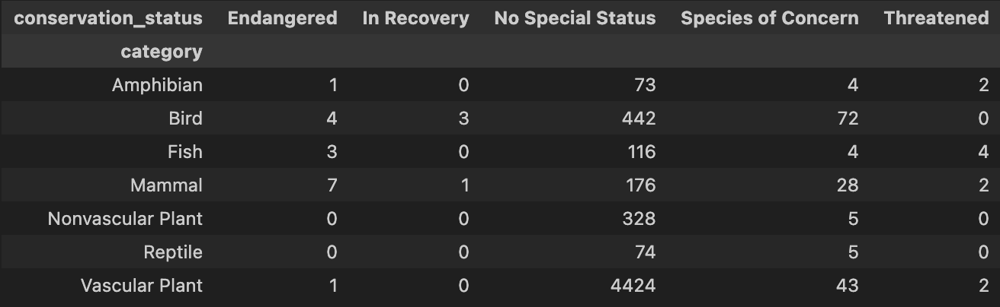 conservation_status Endangered In Recovery No Special Status Species of Concern Threatened
category
Amphibian 1 0 73 4 2
Bird 4 3 442 72 0
Fish 3 0 116 4 4
Mammal 7 1 176 28 2
Nonvascular Plant 0 0 328 5 0
Reptile 0 0 74 5 0
Vascular Plant 1 0 4424 43 2